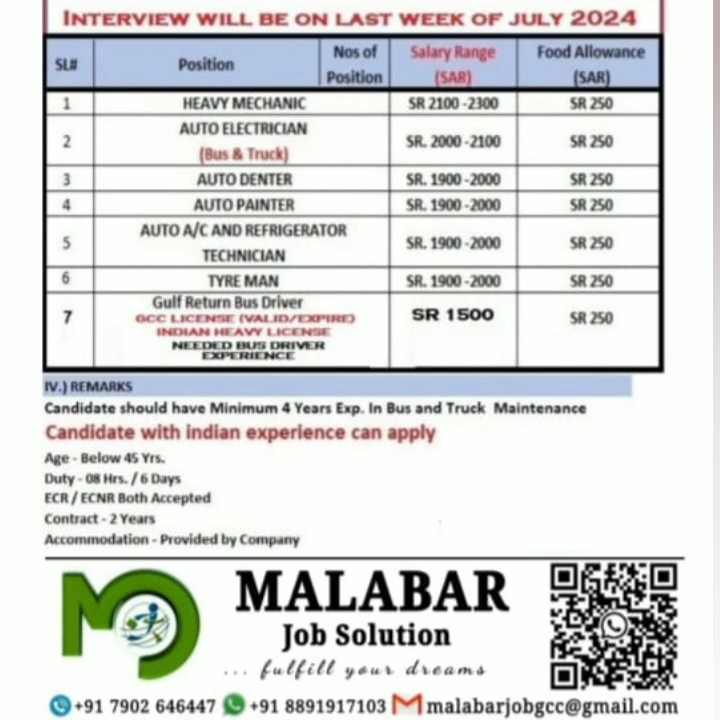 INTERVIEW WILL BE ON LAST WEEK OF JULY 2024
SL# Position Nos of Position Salary Range (SAR) Food Allowance (SAR)
1 HEAVY MECHANIC SR 2100 -2300 SR 250
2 AUTO ELECTRICIAN (Bus & Truck) SR. 2000 -2100 SR 250
3 AUTO DENTER SR. 1900 -2000 SR 250
4 AUTO PAINTER SR. 1900 -2000 SR 250
5 AUTO A/C AND REFRIGERATOR TECHNICIAN SR. 1900 -2000 SR 250
6 TYRE MAN SR. 1900 -2000 SR 250
7 Gulf Return Bus Driver SR 1500 SR 250
GCC LICENSE (VALID/EXPIRE)
INDIAN HEAVY LICENSE
NEEDED BUS DRIVER
EXPERIENCE
IV.) REMARKS
Candidate should have Minimum 4 Years Exp. In Bus and Truck Maintenance
Candidate with indian experience can apply
Age - Below 45 Yrs.
Duty - 08 Hrs. / 6 Days
ECR / ECNR Both Accepted
Contract - 2 Years
Accommodation - Provided by Company
MALABAR
Job Solution
... fulfill your dreams
+91 7902 646447 +91 8891917103 malabarjobgcc@gmail.com